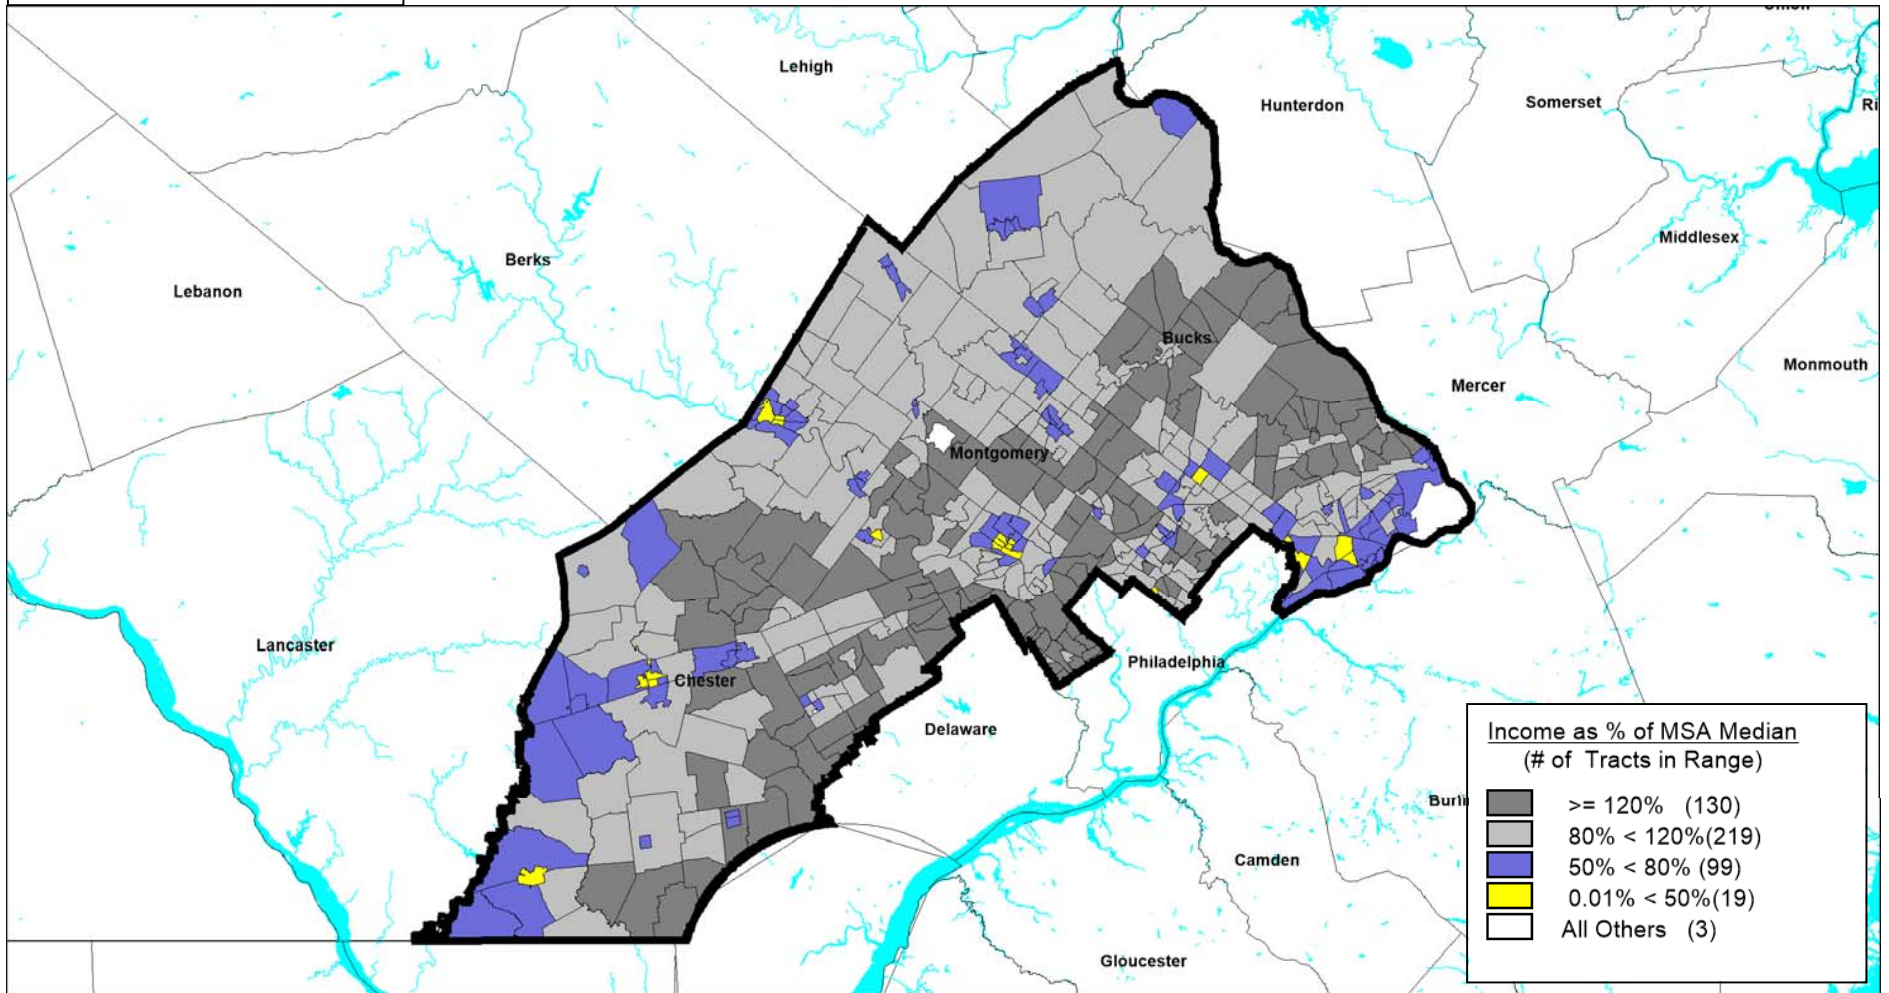 Lehigh
Hunterdon
Somerset
Middlesex
Berks
Lebanon
Bucks
Monmouth
Mercer
Montgomery
Lancaster
Philadelphia
Chester
Delaware
Camden
Gloucester
Income as % of MSA Median
(# of Tracts in Range)
>= 120% (130)
80% < 120%(219)
50% < 80% (99)
0.01% < 50%(19)
All Others (3)